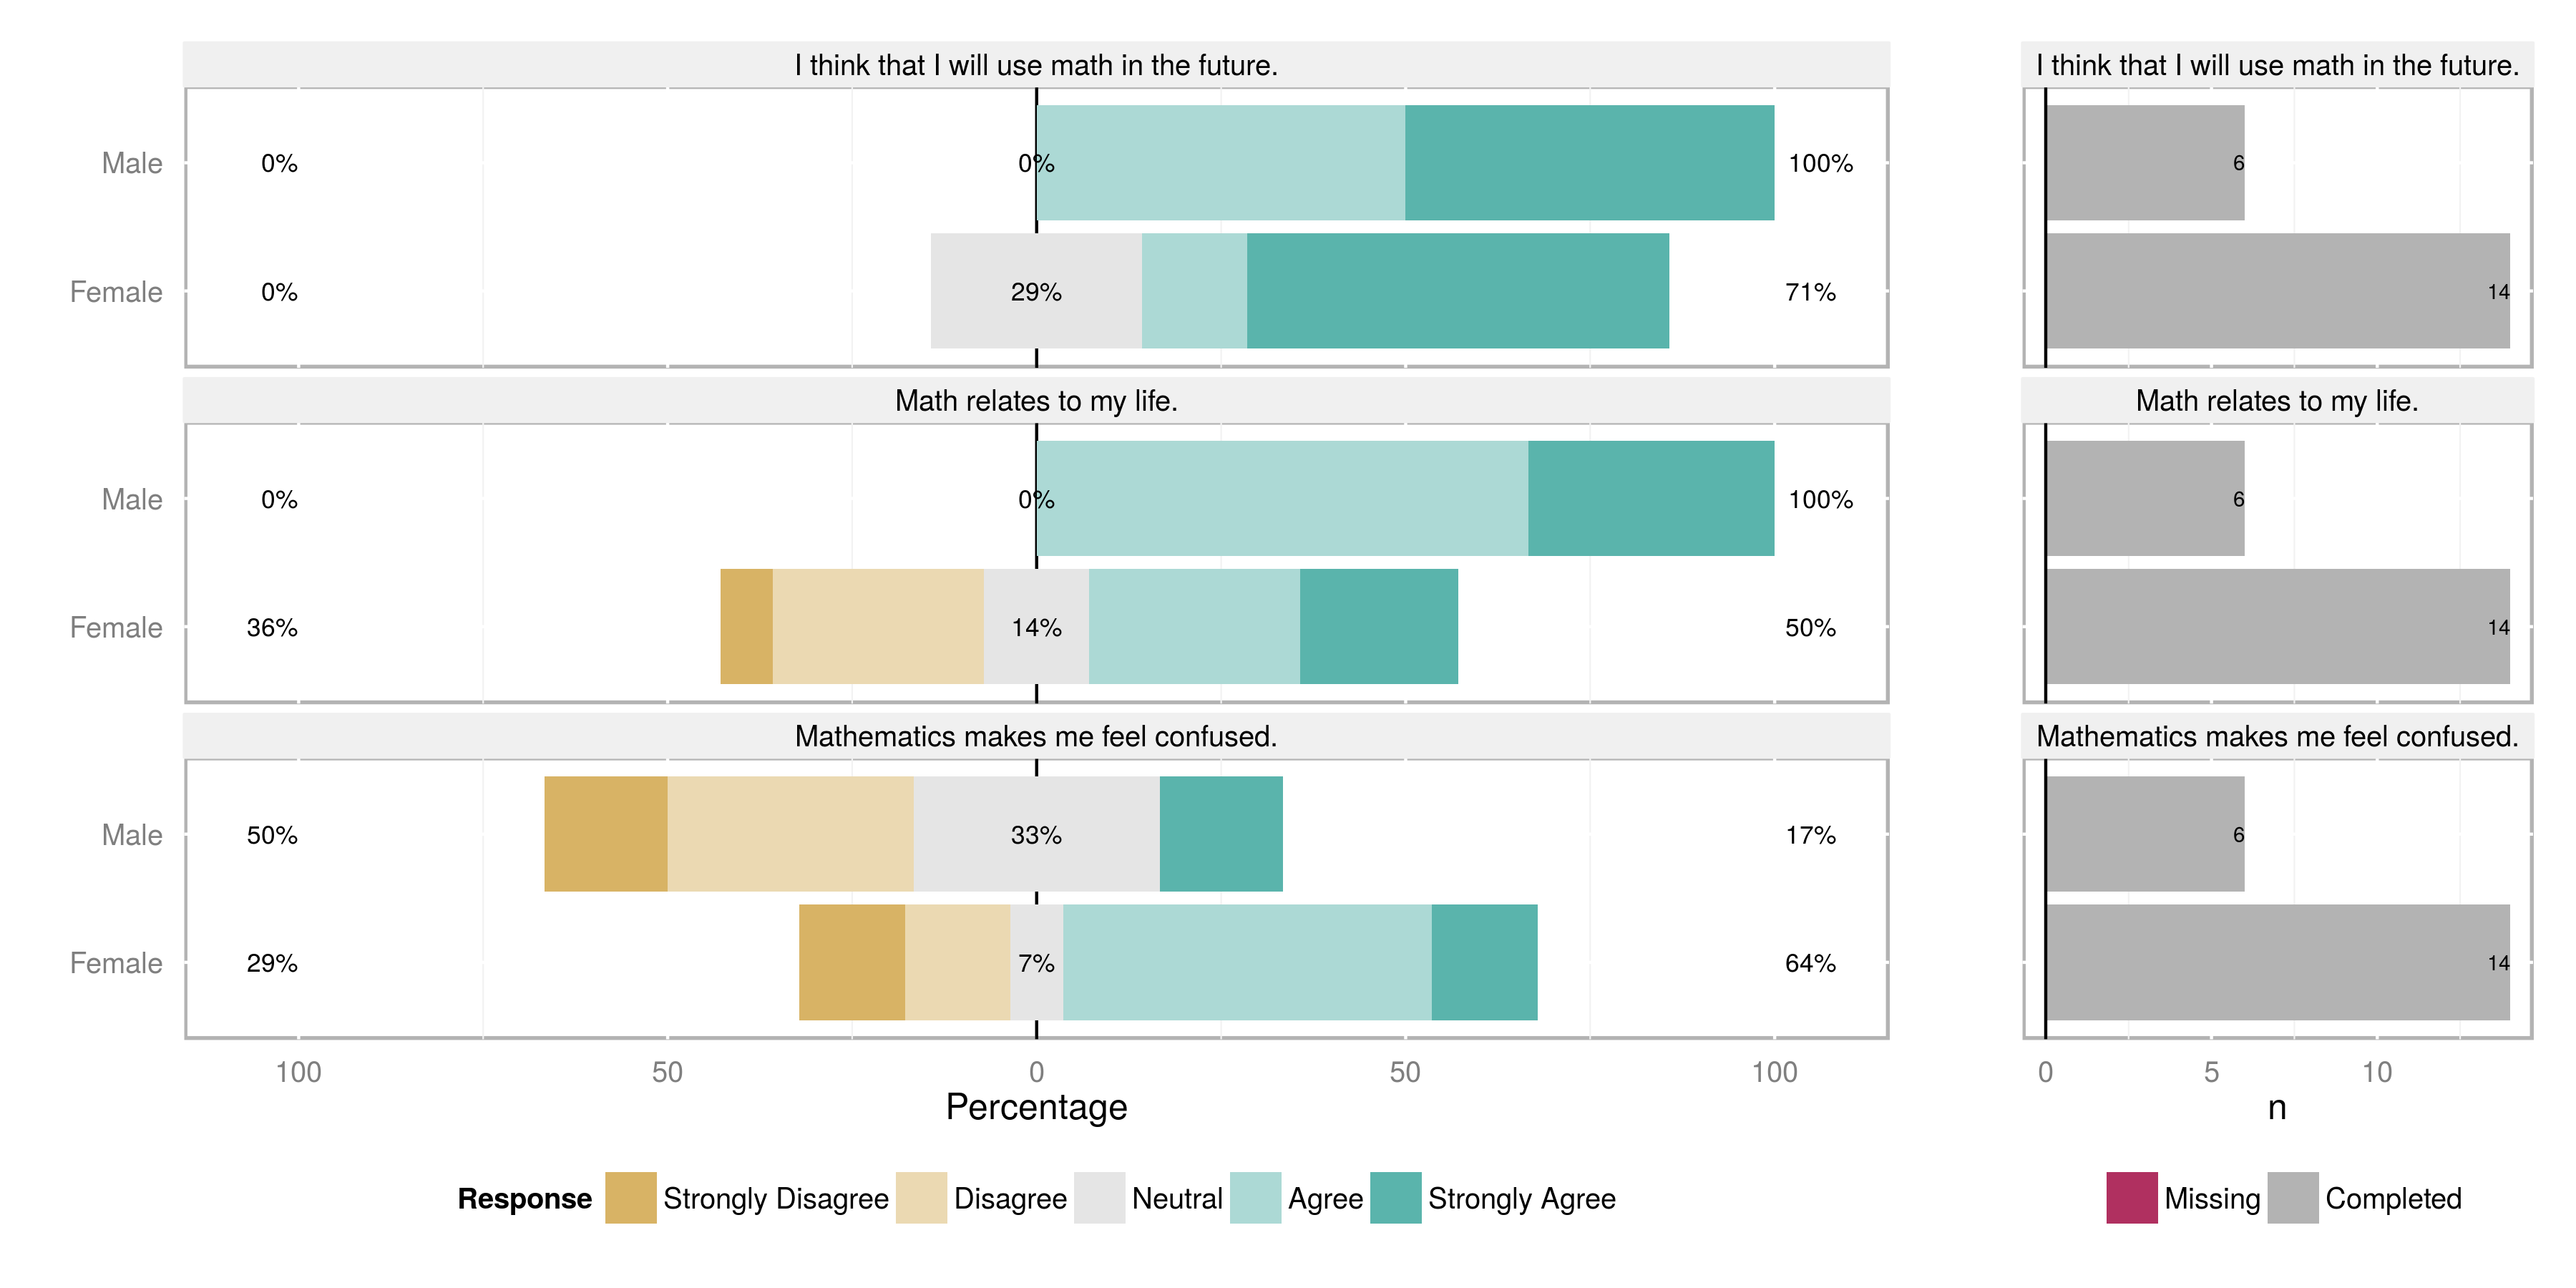 I think that I will use math in the future.
I think that I will use math in the future.
Male
0%
0%
100%
6
Female
0%
29%
71%
14
Math relates to my life.
Math relates to my life.
Male
0%
0%
100%
6
Female
36%
14%
50%
14
Mathematics makes me feel confused.
Mathematics makes me feel confused.
Male
50%
33%
17%
6
Female
29%
7%
64%
14
100 50 0 50 100
0 5 10
Percentage
n
Response Strongly Disagree Disagree Neutral Agree Strongly Agree
Missing Completed